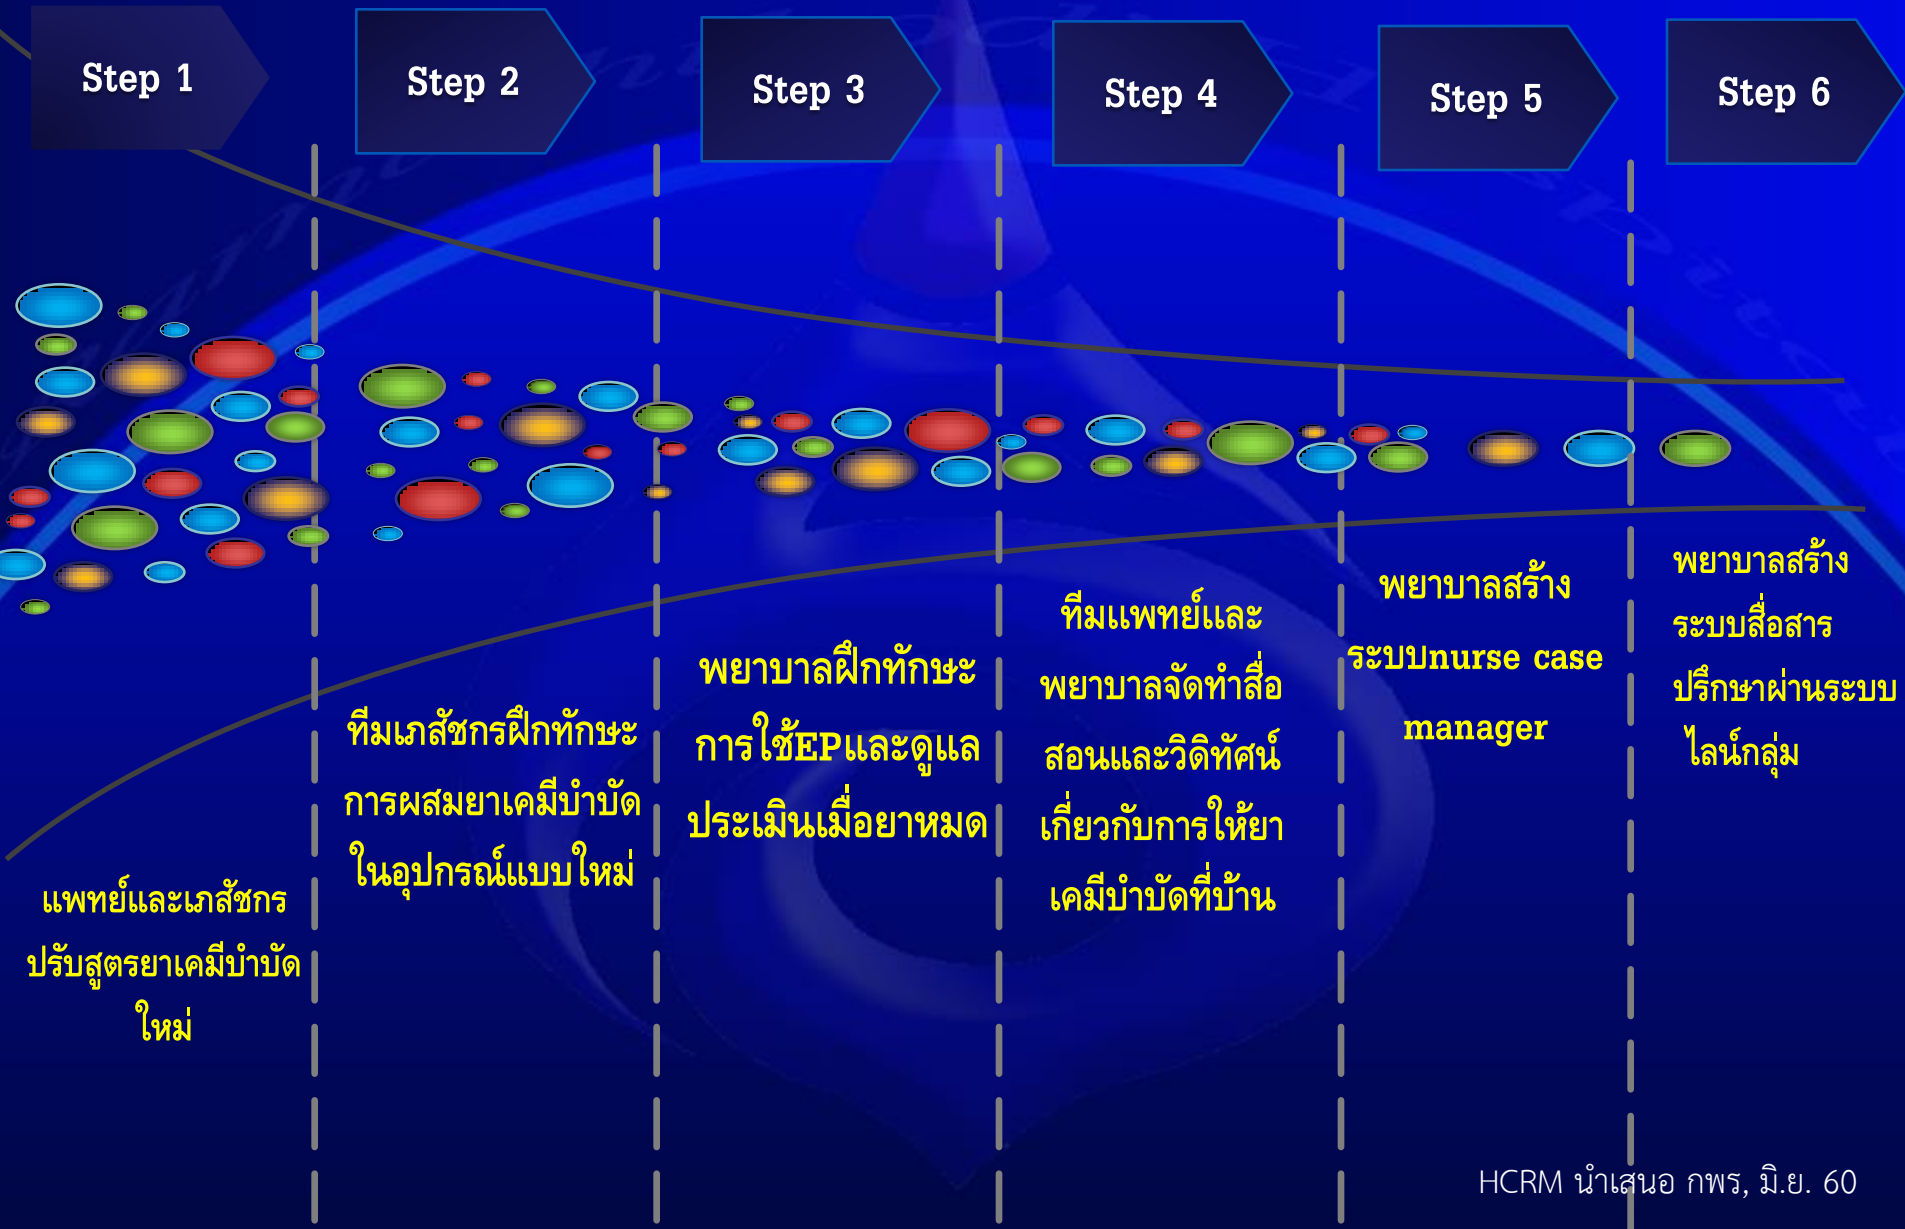 Step 1
Step 2
Step 3
Step 4
Step 5
Step 6
แพทย์และเภสัชกร
ปรับสูตรยาเคมีบำบัด
ใหม่
ทีมเภสัชกรฝึกทักษะ
การผสมยาเคมีบำบัด
ในอุปกรณ์แบบใหม่
พยาบาลฝึกทักษะ
การใช้EPและดูแล
ประเมินเมื่อยาหมด
ทีมแพทย์และ
พยาบาลจัดทำสื่อ
สอนและวิดิทัศน์
เกี่ยวกับการให้ยา
เคมีบำบัดที่บ้าน
พยาบาลสร้าง
ระบบnurse case
manager
พยาบาลสร้าง
ระบบสื่อสาร
ปรึกษาผ่านระบบ
ไลน์กลุ่ม
HCRM นำเสนอ กพร, มิ.ย. 60